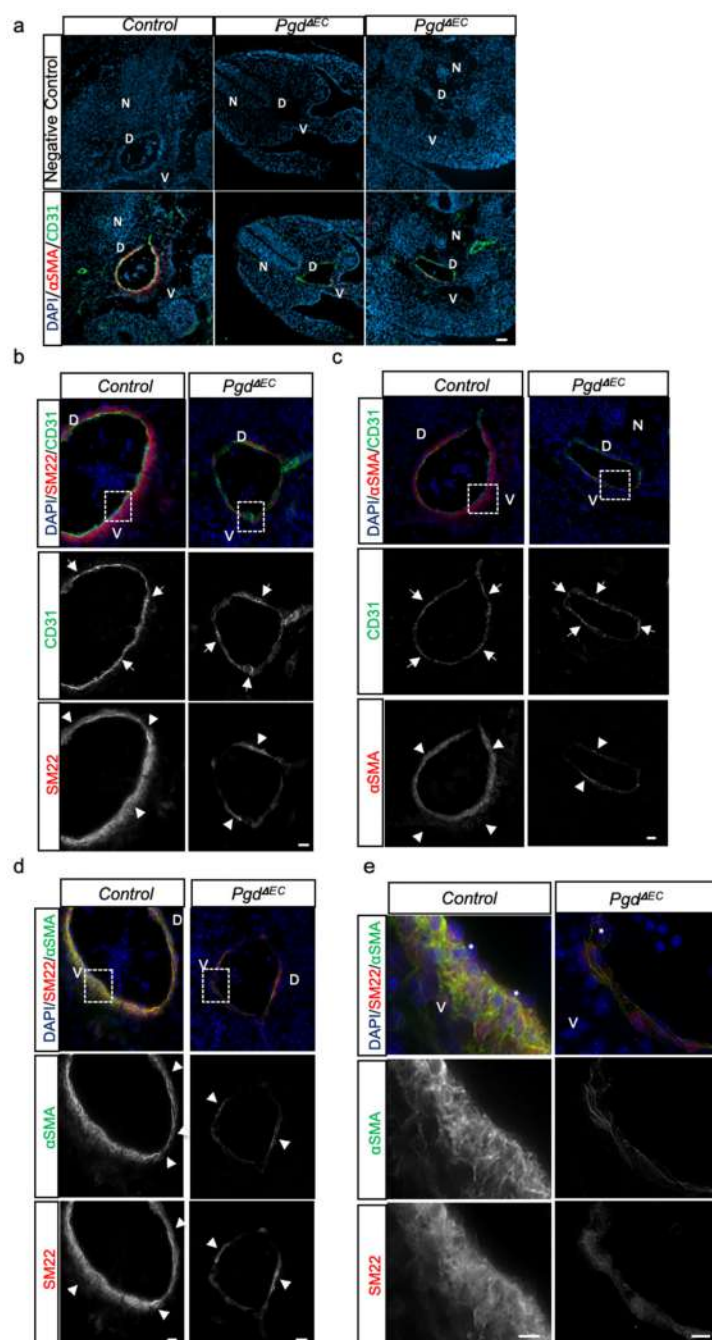 a
Control
Pgd^ΔEC
Pgd^ΔEC
Negative Control
N
D
V
N
D
V
N
D
V
DAPI/αSMA/CD31
N
D
V
N
D
V
N
D
V
b
Control
Pgd^ΔEC
DAPI/SM22/CD31
D
V
D
V
CD31
SM22
c
Control
Pgd^ΔEC
DAPI/αSMA/CD31
D
V
N
D
V
CD31
αSMA
d
Control
Pgd^ΔEC
DAPI/SM22/αSMA
D
V
V
D
αSMA
SM22
e
Control
Pgd^ΔEC
DAPI/SM22/αSMA
*
*
V
*
V
αSMA
SM22